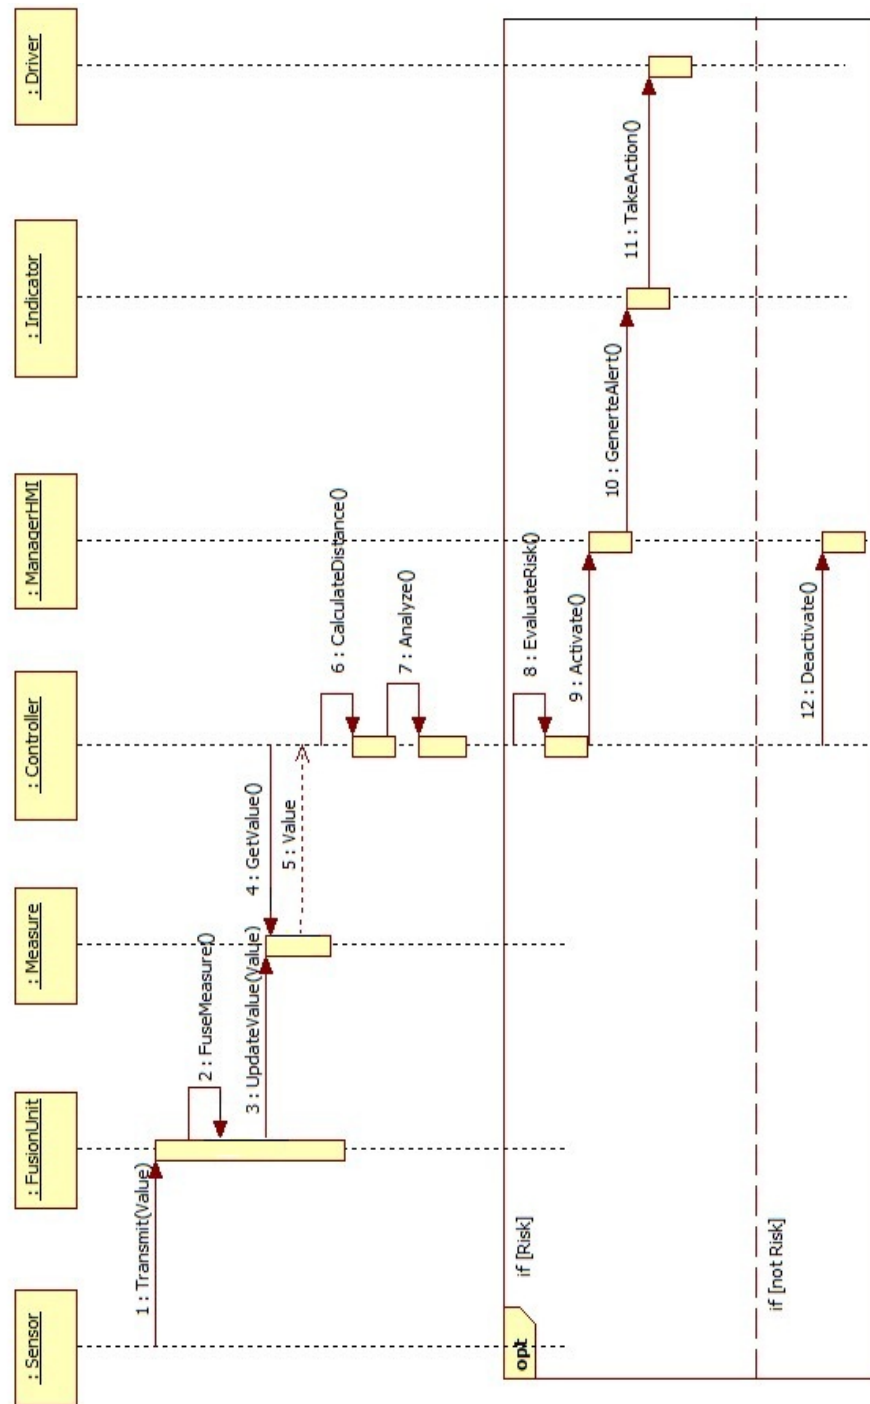 : Sensor
: FusionUnit
: Measure
: Controller
: ManagerHMI
: Indicator
: Driver
1 : Transmit(Value)
2 : FuseMeasure()
3 : UpdateValue(Value)
4 : GetValue()
5 : Value
6 : CalculateDistance()
7 : Analyze()
opt
if [Risk]
8 : EvaluateRisk()
9 : Activate()
10 : GenerteAlert()
11 : TakeAction()
if [not Risk]
12 : Deactivate()